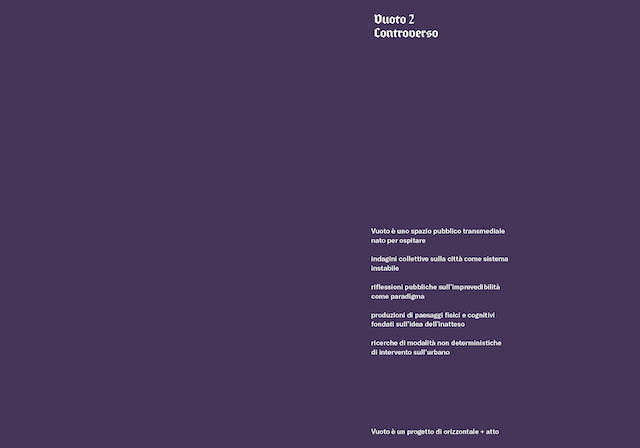 Vuoto 2
Controverso
Vuoto è uno spazio pubblico transmediale
nato per ospitare
indagini collettive sulla città come sistema
instabile
riflessioni pubbliche sull'imprevedibilità
come paradigma
produzioni di paesaggi fisici e cognitivi
fondati sull'idea dell'inatteso
ricerche di modalità non deterministiche
di intervento sull'urbano
Vuoto è un progetto di orizzontale + atto